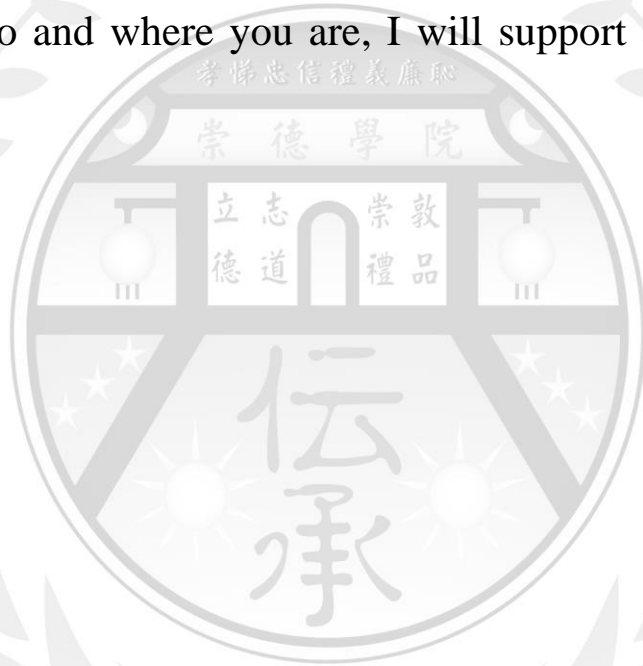 o and where you are, I will support
孝悌忠信禮義廉恥
崇德學院
敦品
崇禮
志道
立德
伝承